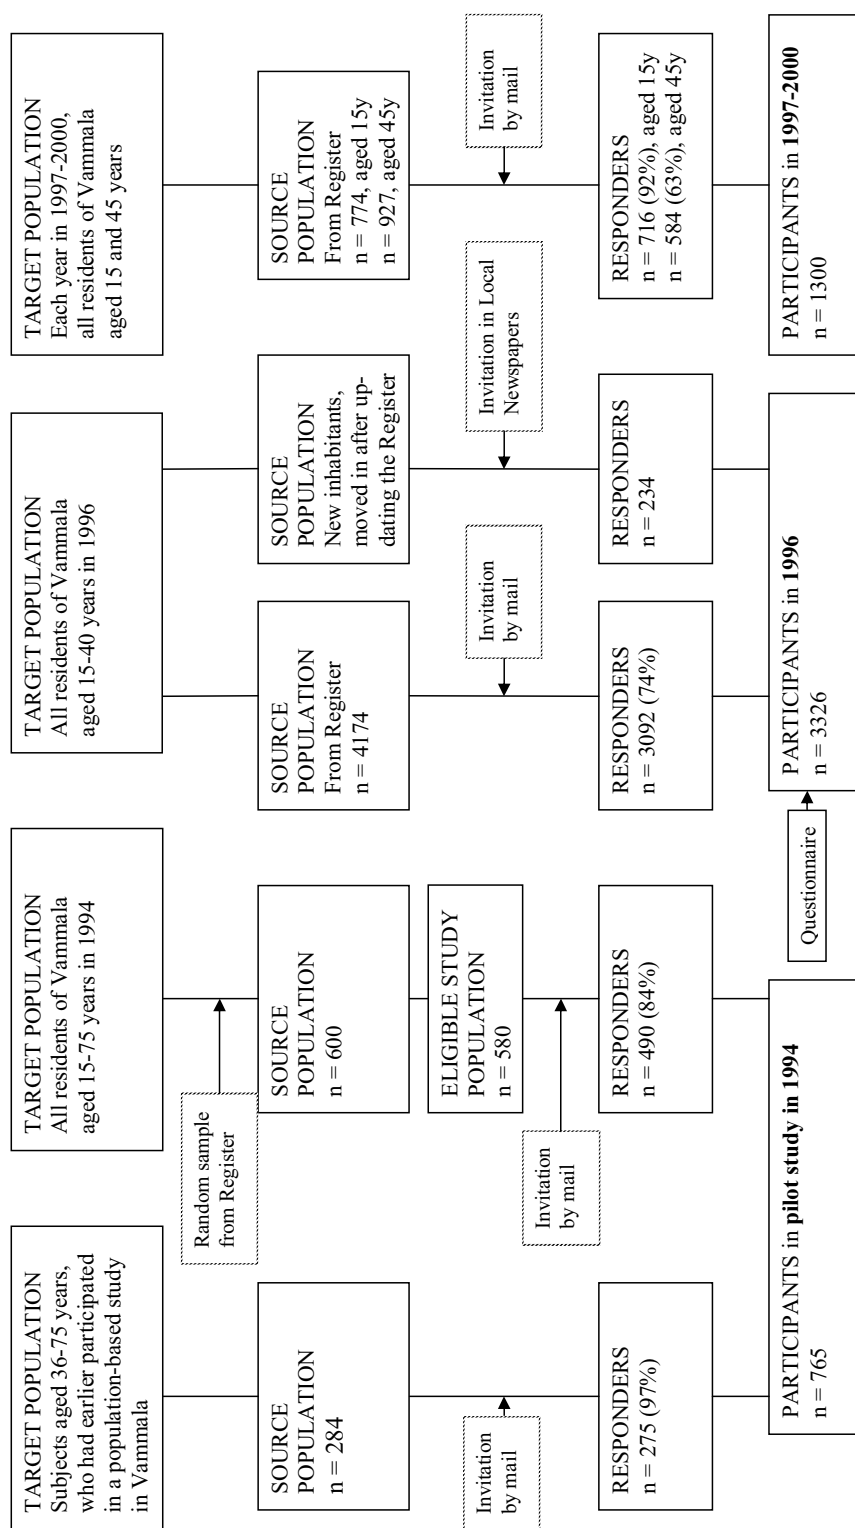 TARGET POPULATION
Subjects aged 36-75 years,
who had earlier participated
in a population-based study
in Vammala
SOURCE
POPULATION
n = 284
Invitation
by mail
RESPONDERS
n = 275 (97%)
TARGET POPULATION
All residents of Vammala
aged 15-75 years in 1994
Random sample
from Register
SOURCE
POPULATION
n = 600
ELIGIBLE STUDY
POPULATION
n = 580
Invitation
by mail
RESPONDERS
n = 490 (84%)
PARTICIPANTS in pilot study in 1994
n = 765
Questionnaire
TARGET POPULATION
All residents of Vammala
aged 15-40 years in 1996
SOURCE
POPULATION
From Register
n = 4174
Invitation
by mail
RESPONDERS
n = 3092 (74%)
SOURCE
POPULATION
New inhabitants,
moved in after up-
dating the Register
Invitation in Local
Newspapers
RESPONDERS
n = 234
PARTICIPANTS in 1996
n = 3326
TARGET POPULATION
Each year in 1997-2000,
all residents of Vammala
aged 15 and 45 years
SOURCE
POPULATION
From Register
n = 774, aged 15y
n = 927, aged 45y
Invitation
by mail
RESPONDERS
n = 716 (92%), aged 15y
n = 584 (63%), aged 45y
PARTICIPANTS in 1997-2000
n = 1300